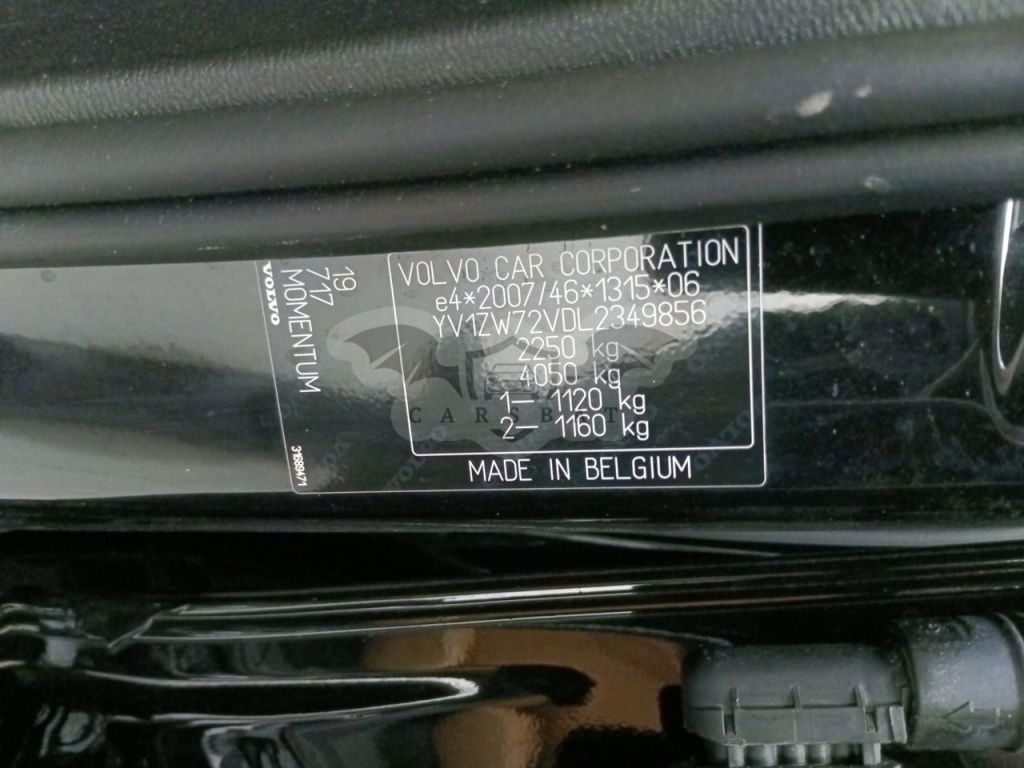 VOLVO CAR CORPORATION
e4*2007/46*1315*06
YV1ZW72VDL2349856
2250 kg
4050 kg
1— 1120 kg
2— 1160 kg
MADE IN BELGIUM
19
717
MOMENTUM
VOLVO
31688471